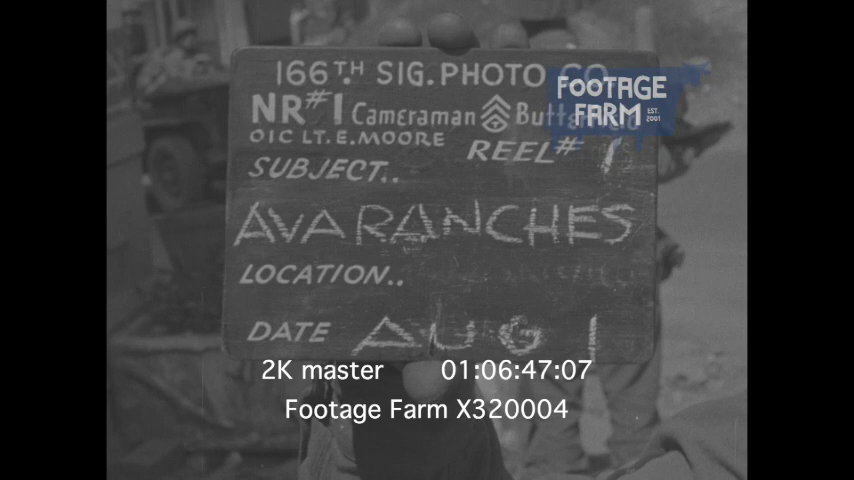 166TH SIG. PHOTO CO
NR#1 Cameraman Butterfield
OIC LT. E. MOORE REEL# 1
SUBJECT..
AVARANCHES
LOCATION..
DATE AUG 1
FOOTAGE FARM EST. 2001
2K master 01:06:47:07
Footage Farm X320004